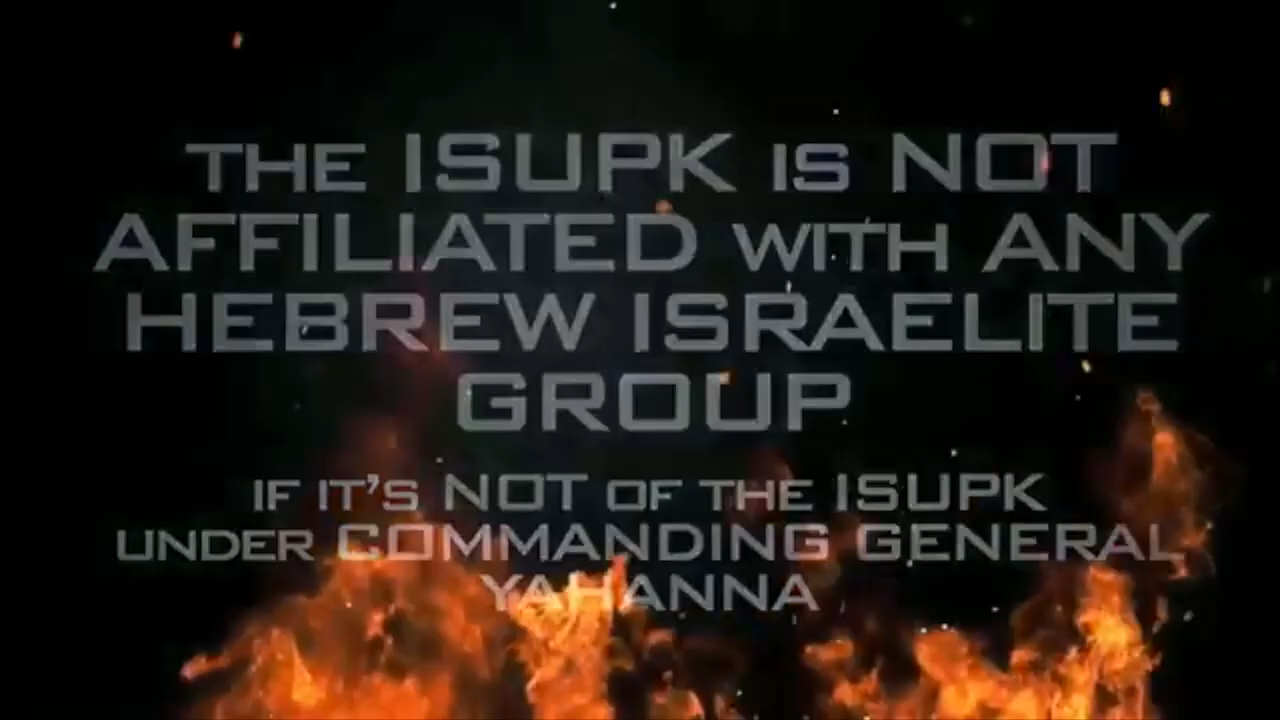 THE ISUPK IS NOT
AFFILIATED WITH ANY
HEBREW ISRAELITE
GROUP
IF IT'S NOT OF THE ISUPK
UNDER COMMANDING GENERAL
YAHANNA